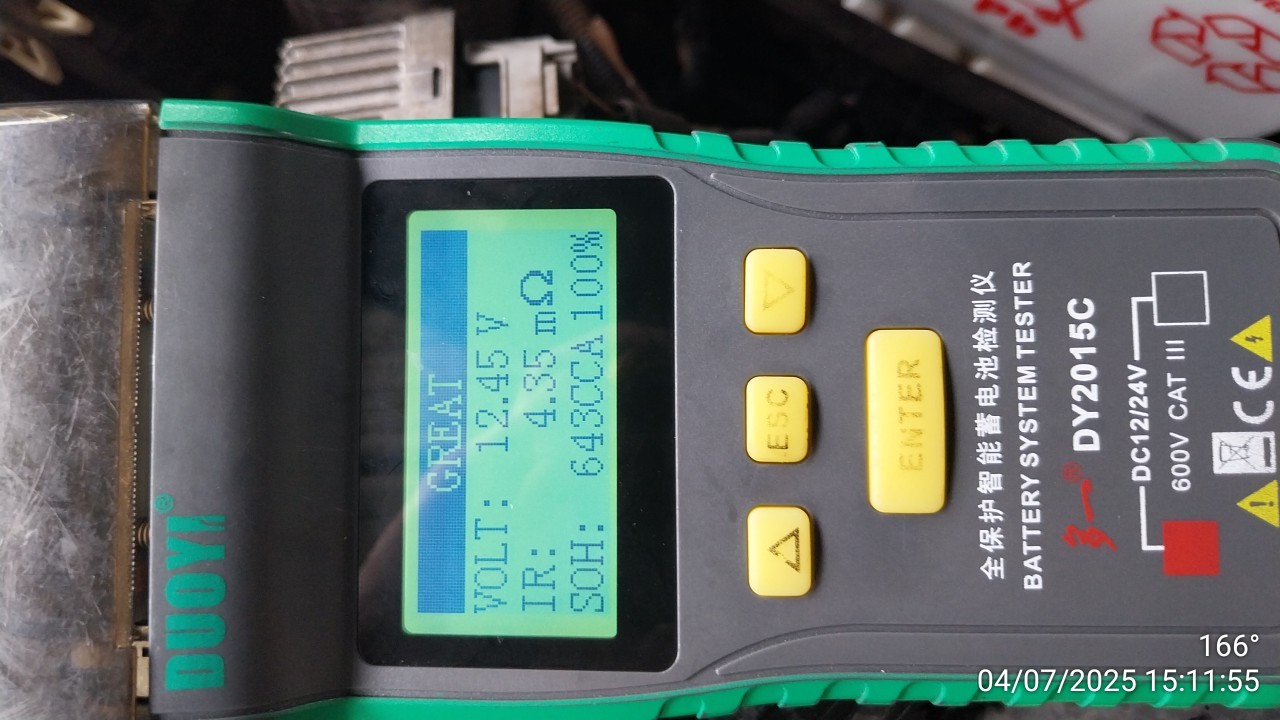 DUOYI®
GREAT
VOLT: 12.45 V
IR: 4.35 mΩ
SOH: 643CCA 100%
ESC
ENTER
全保护智能蓄电池检测仪
BATTERY SYSTEM TESTER
多一® DY2015C
DC12/24V
600V CAT III
CE
166°
04/07/2025 15:11:55